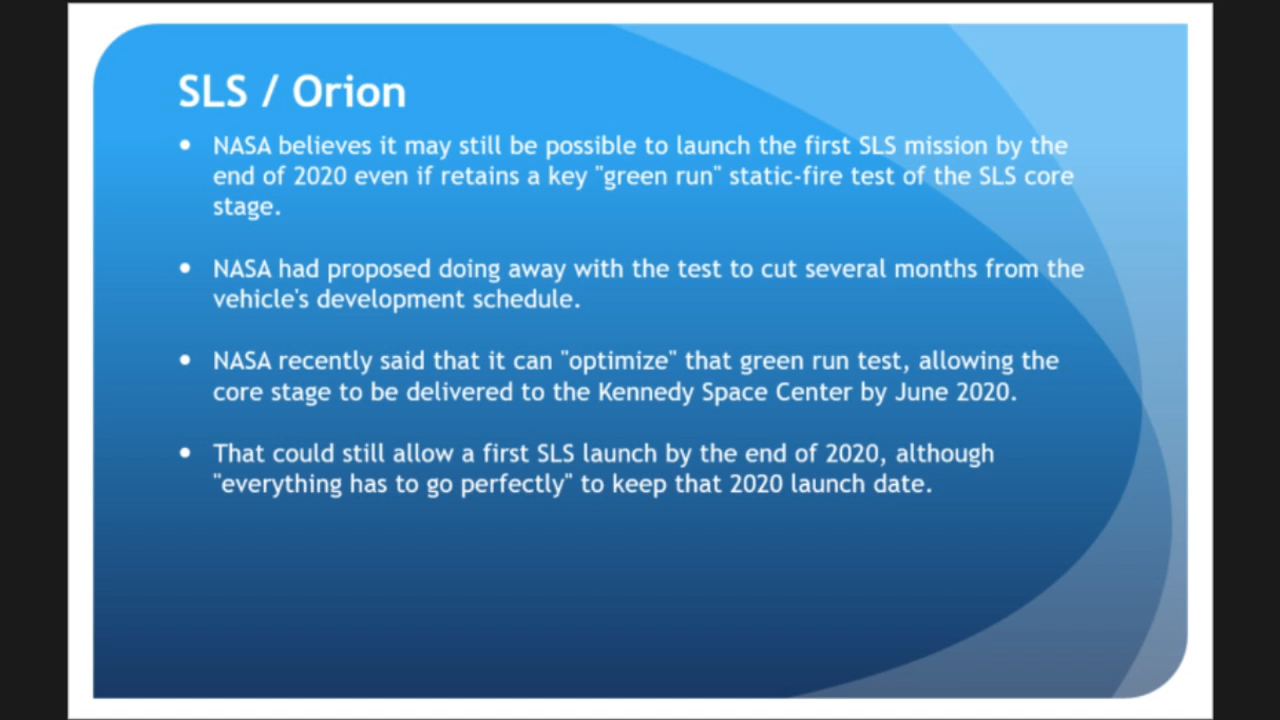 SLS / Orion
• NASA believes it may still be possible to launch the first SLS mission by the
end of 2020 even if retains a key "green run" static-fire test of the SLS core
stage.
• NASA had proposed doing away with the test to cut several months from the
vehicle's development schedule.
• NASA recently said that it can "optimize" that green run test, allowing the
core stage to be delivered to the Kennedy Space Center by June 2020.
• That could still allow a first SLS launch by the end of 2020, although
"everything has to go perfectly" to keep that 2020 launch date.